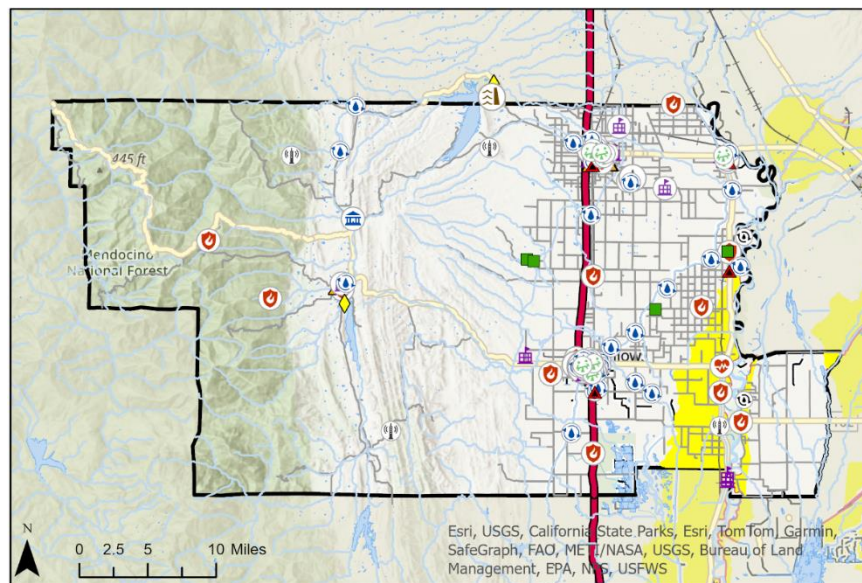 445 ft
Mendocino
National Forest
N
0 2.5 5 10 Miles
Esri, USGS, California State Parks, Esri, TomTom, Garmin,
SafeGraph, FAO, METI/NASA, USGS, Bureau of Land
Management, EPA, NPS, USFWS